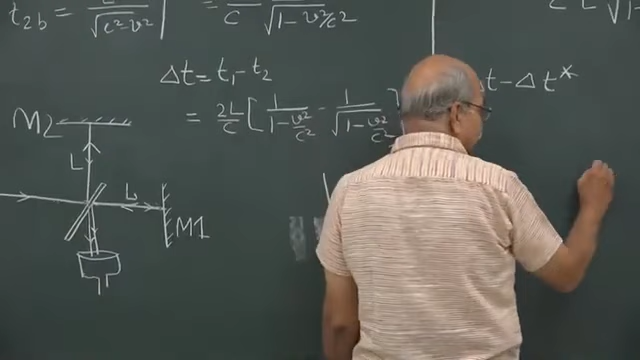 t₂b = L/√(c²-v²)
= 1/√(1-v²/c²)
Δt = t₁ - t₂
= 2L/c [1/(1-v²/c²) - 1/√(1-v²/c²)]
t - Δt*
M2
L
L
M1